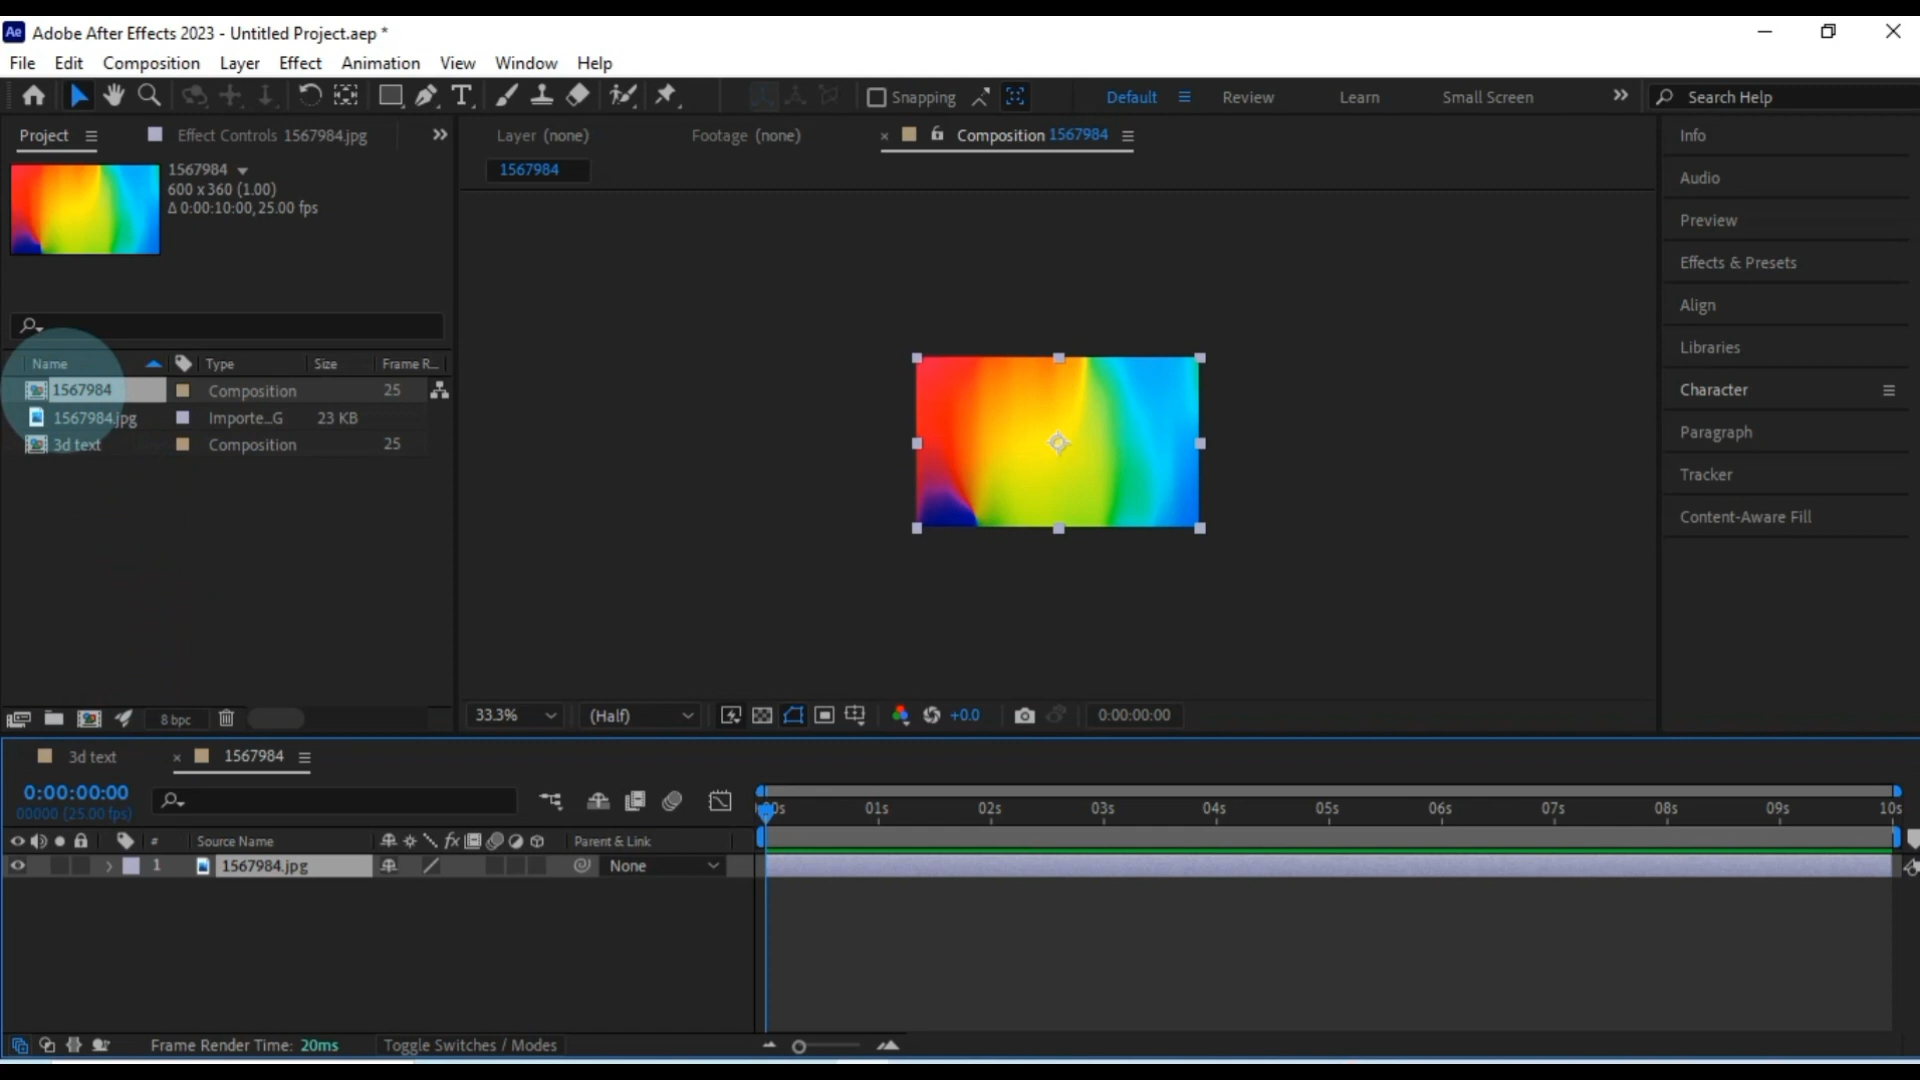 Ae Adobe After Effects 2023 - Untitled Project.aep *
File Edit Composition Layer Effect Animation View Window Help
Snapping Default Review Learn Small Screen Search Help
Project Effect Controls 1567984.jpg
Layer (none) Footage (none) Composition 1567984
1567984
1567984
600 x 360 (1.00)
Δ 0:00:10:00, 25.00 fps
Name Type Size Frame R...
1567984 Composition 25
1567984.jpg Importe...G 23 KB
3d text Composition 25
Info
Audio
Preview
Effects & Presets
Align
Libraries
Character
Paragraph
Tracker
Content-Aware Fill
8 bpc
33.3% (Half) +0.0 0:00:00:00
3d text 1567984
0:00:00:00
00000 (25.00 fps)
00s 01s 02s 03s 04s 05s 06s 07s 08s 09s 10s
# Source Name fx Parent & Link
1 1567984.jpg None
Frame Render Time: 20ms Toggle Switches / Modes